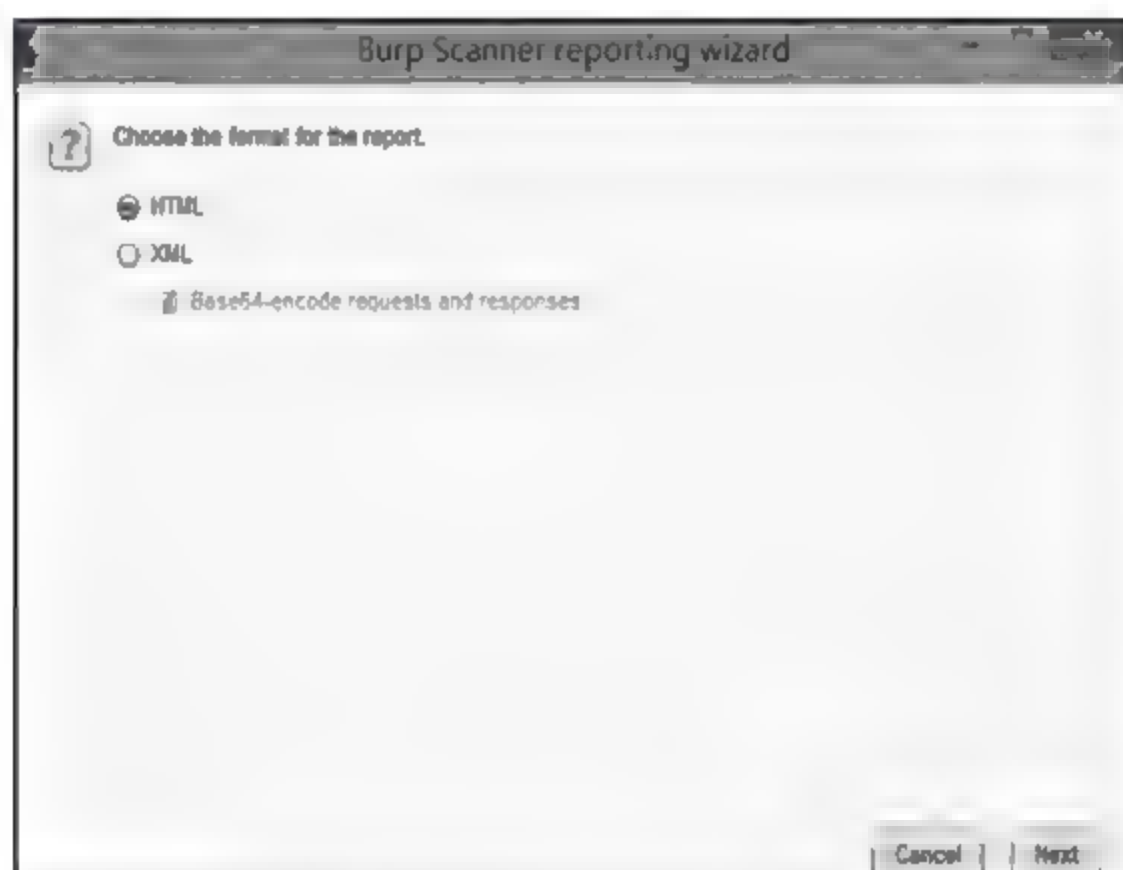 Burp Scanner reporting wizard
Choose the format for the report.
HTML
XML
Base64-encode requests and responses
Cancel
Next